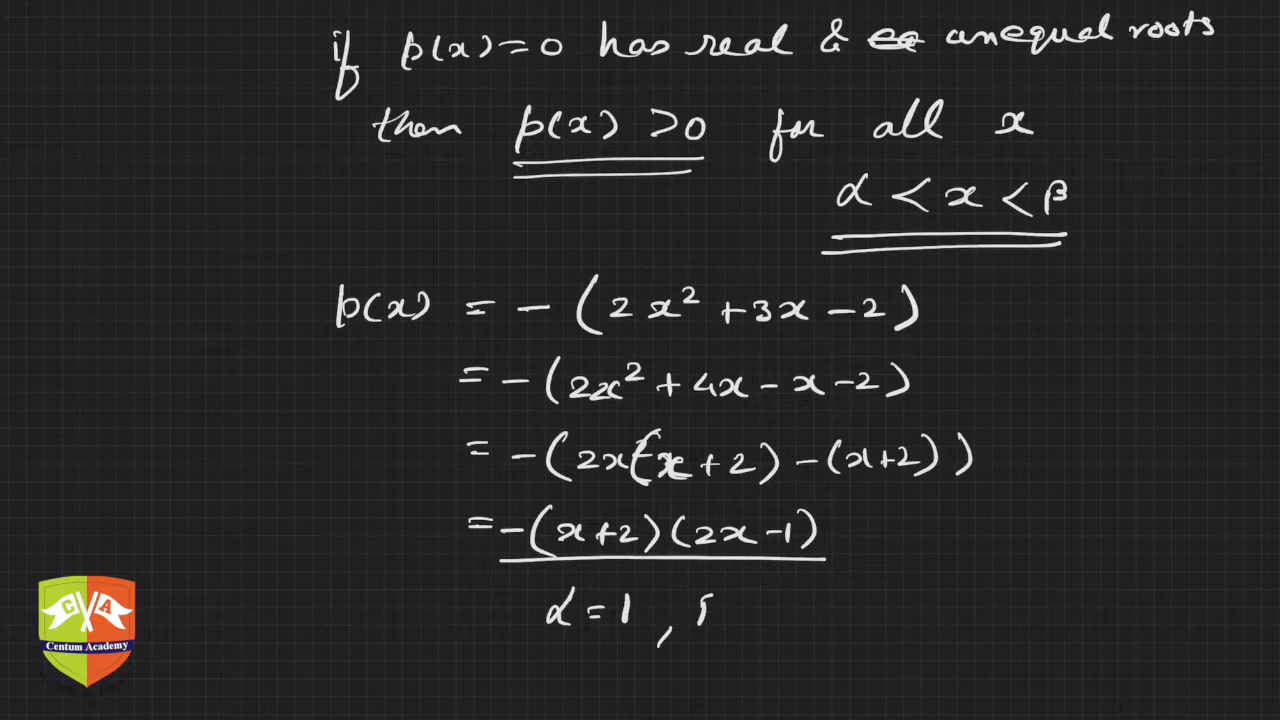 if p(x)=0 has real & unequal roots
then p(x) >0 for all x
α < x < β
p(x) = - (2x² +3x -2)
= - (2x² + 4x - x -2)
= - (2x(x+2) - (x+2))
= -(x+2)(2x-1)
α = 1 ,
C A
Centum Academy